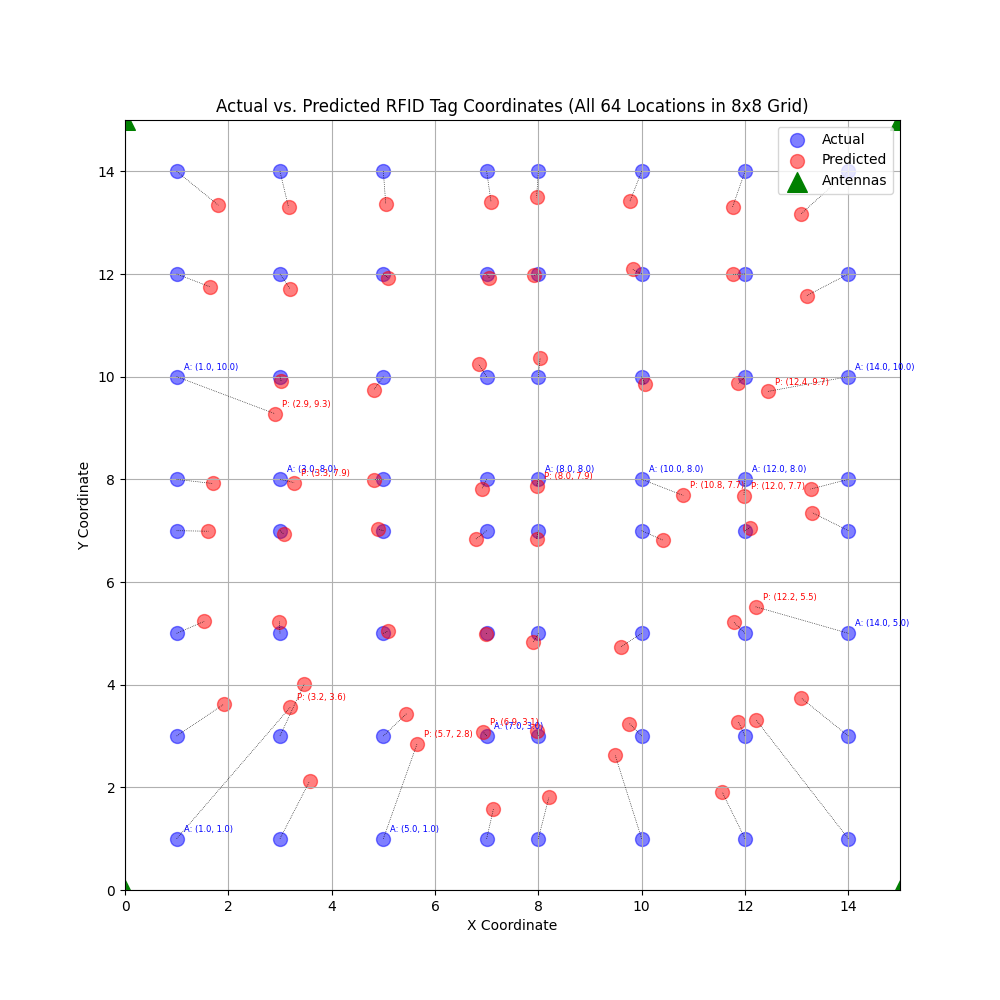 Actual vs. Predicted RFID Tag Coordinates (All 64 Locations in 8x8 Grid)
Actual
Predicted
Antennas
14
12
A: (1.0, 10.0)
A: (14.0, 10.0)
10
P: (12.4, 9.7)
P: (2.9, 9.3)
A: (3.0, 8.0)
A: (8.0, 8.0)
A: (10.0, 8.0)
A: (12.0, 8.0)
P: (3.3, 7.9)
P: (8.0, 7.9)
8
P: (10.8, 7.7)
P: (12.0, 7.7)
Y Coordinate
6
P: (12.2, 5.5)
A: (14.0, 5.0)
4
P: (3.2, 3.6)
P: (6.9, 3.1)
A: (7.0, 3.0)
P: (5.7, 2.8)
2
A: (1.0, 1.0)
A: (5.0, 1.0)
0
0 2 4 6 8 10 12 14
X Coordinate